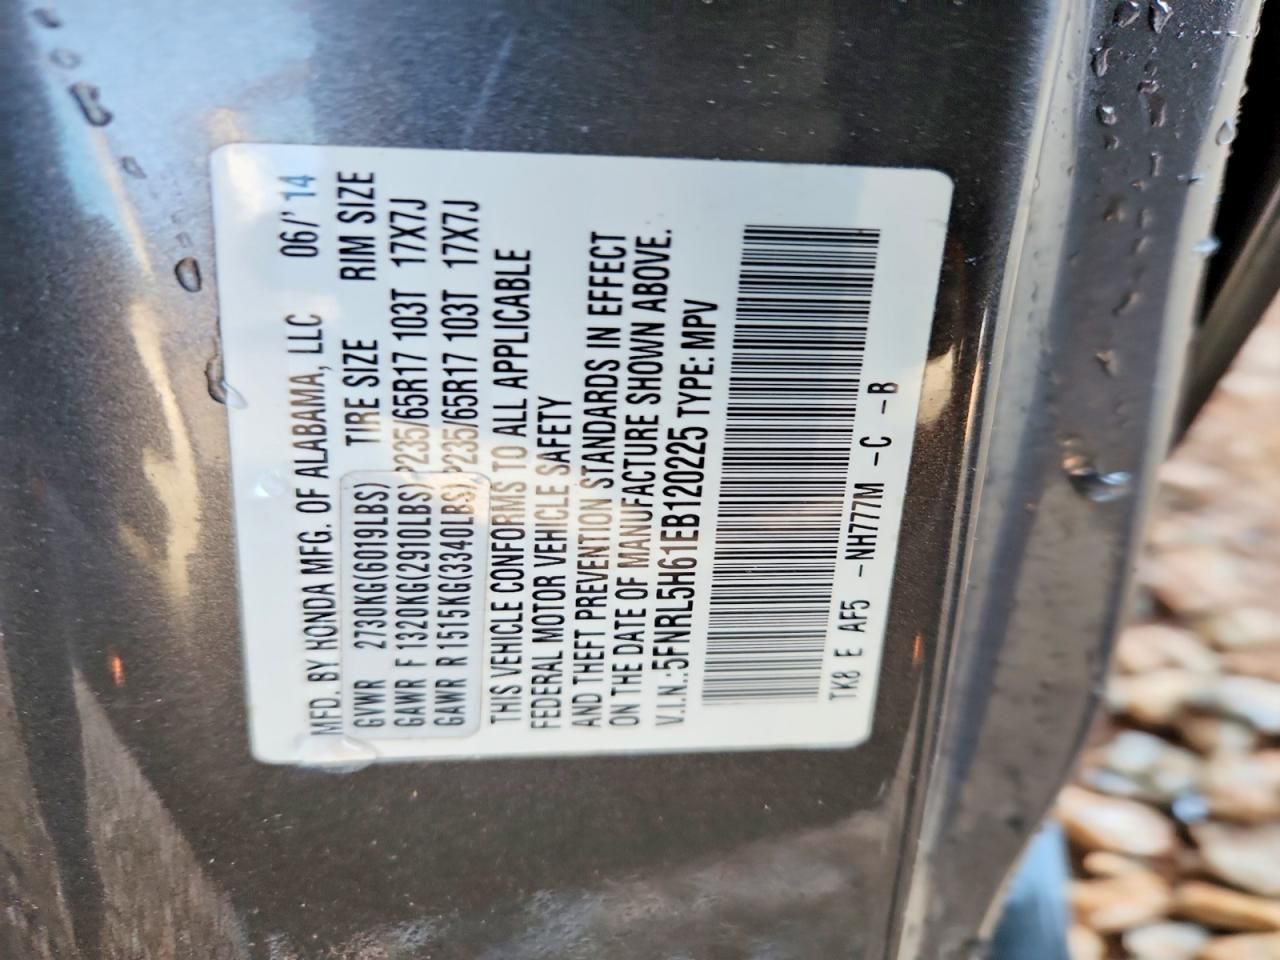 MFD. BY HONDA MFG. OF ALABAMA, LLC 06/'14
GVWR 2730KG(6019LBS) TIRE SIZE RIM SIZE
GAWR F 1320KG(2910LBS) P235/65R17 103T 17X7J
GAWR R 1515KG(3340LBS) P235/65R17 103T 17X7J
THIS VEHICLE CONFORMS TO ALL APPLICABLE
FEDERAL MOTOR VEHICLE SAFETY
AND THEFT PREVENTION STANDARDS IN EFFECT
ON THE DATE OF MANUFACTURE SHOWN ABOVE.
V.I.N.:5FNRL5H61EB120225 TYPE: MPV
TK8 E AF5 -NH777M -C -B